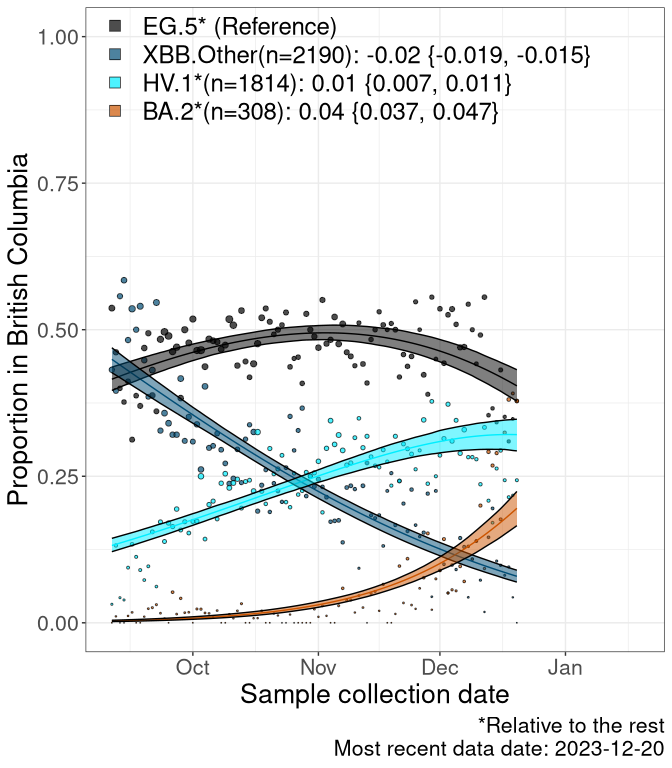 EG.5* (Reference)
XBB.Other(n=2190): -0.02 {-0.019, -0.015}
HV.1*(n=1814): 0.01 {0.007, 0.011}
BA.2*(n=308): 0.04 {0.037, 0.047}
1.00
0.75
0.50
0.25
0.00
Proportion in British Columbia
Oct Nov Dec Jan
Sample collection date
*Relative to the rest
Most recent data date: 2023-12-20